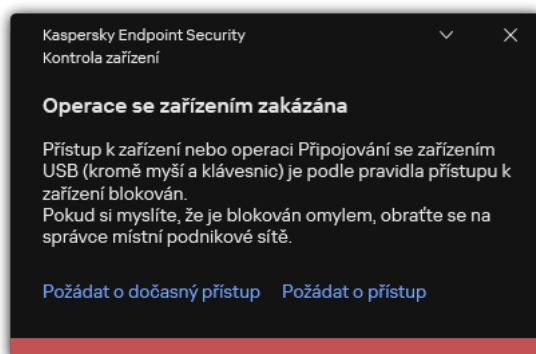 Kaspersky Endpoint Security
Kontrola zařízení
Operace se zařízením zakázána
Přístup k zařízení nebo operaci Připojování se zařízením
USB (kromě myší a klávesnic) je podle pravidla přístupu k
zařízení blokován.
Pokud si myslíte, že je blokován omylem, obraťte se na
správce místní podnikové sítě.
Požádat o dočasný přístup Požádat o přístup